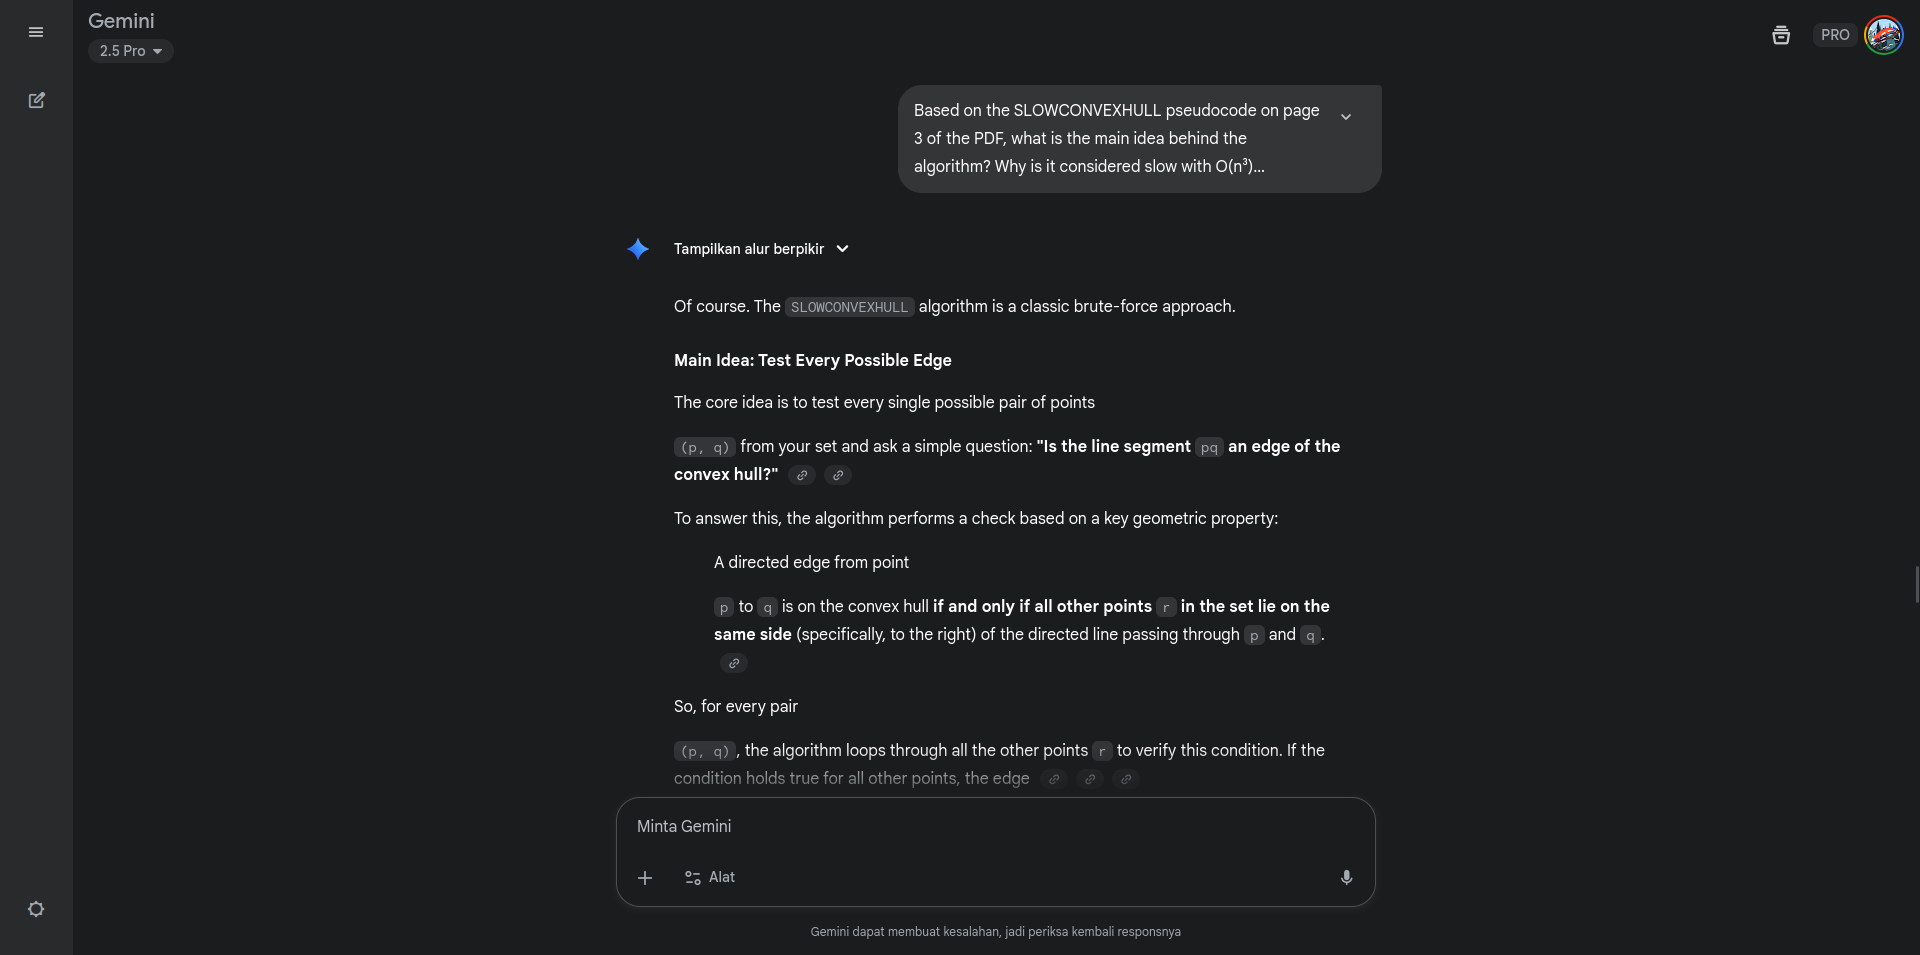 Gemini
2.5 Pro
PRO
Based on the SLOWCONVEXHULL pseudocode on page
3 of the PDF, what is the main idea behind the
algorithm? Why is it considered slow with O(n³)...
Tampilkan alur berpikir
Of course. The SLOWCONVEXHULL algorithm is a classic brute-force approach.
Main Idea: Test Every Possible Edge
The core idea is to test every single possible pair of points
(p, q) from your set and ask a simple question: "Is the line segment pq an edge of the
convex hull?"
To answer this, the algorithm performs a check based on a key geometric property:
A directed edge from point
p to q is on the convex hull if and only if all other points r in the set lie on the
same side (specifically, to the right) of the directed line passing through p and q.
So, for every pair
(p, q), the algorithm loops through all the other points r to verify this condition. If the
condition holds true for all other points, the edge
Minta Gemini
Alat
Gemini dapat membuat kesalahan, jadi periksa kembali responsnya